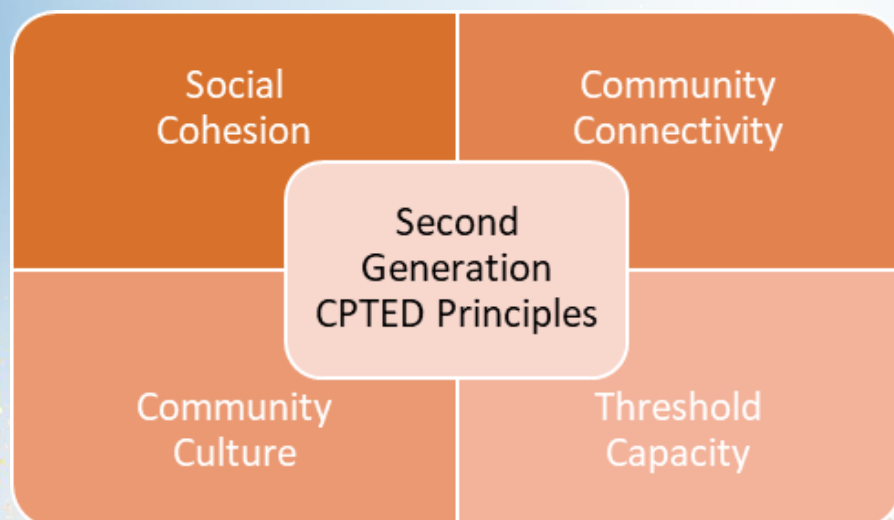 Social
Cohesion
Community
Connectivity
Second
Generation
CPTED Principles
Community
Culture
Threshold
Capacity